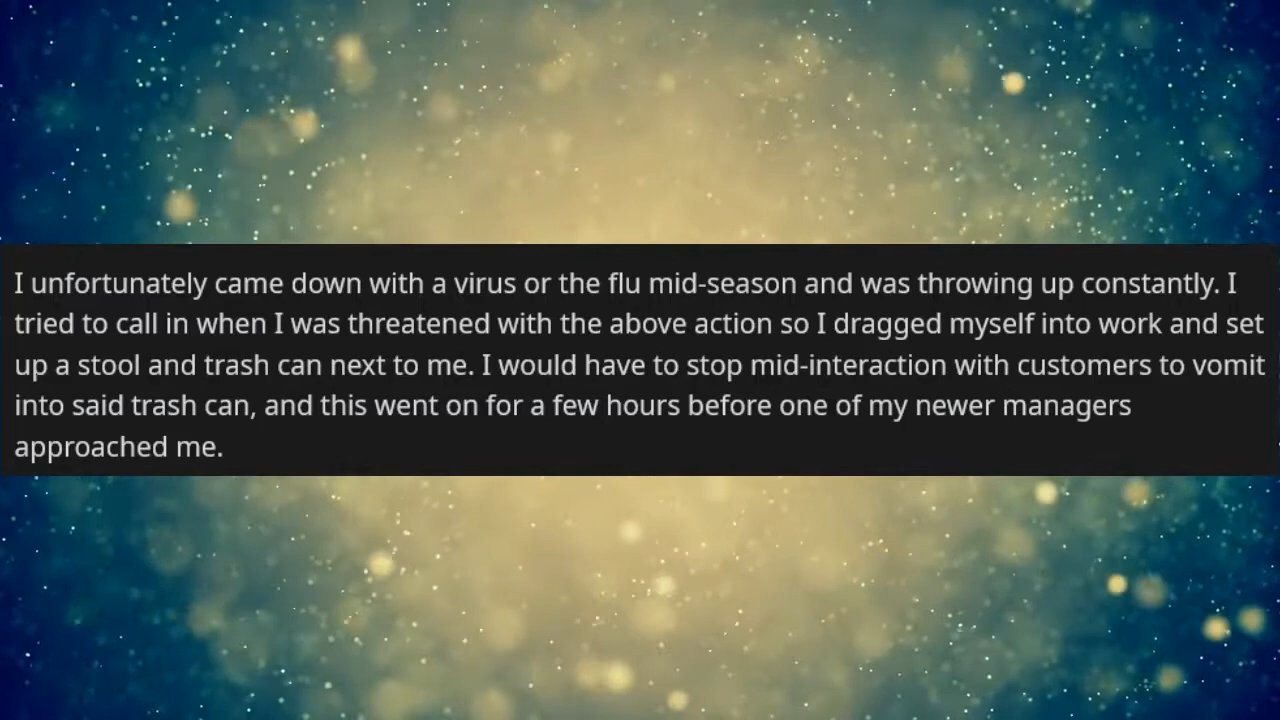 I unfortunately came down with a virus or the flu mid-season and was throwing up constantly. I
tried to call in when I was threatened with the above action so I dragged myself into work and set
up a stool and trash can next to me. I would have to stop mid-interaction with customers to vomit
into said trash can, and this went on for a few hours before one of my newer managers
approached me.